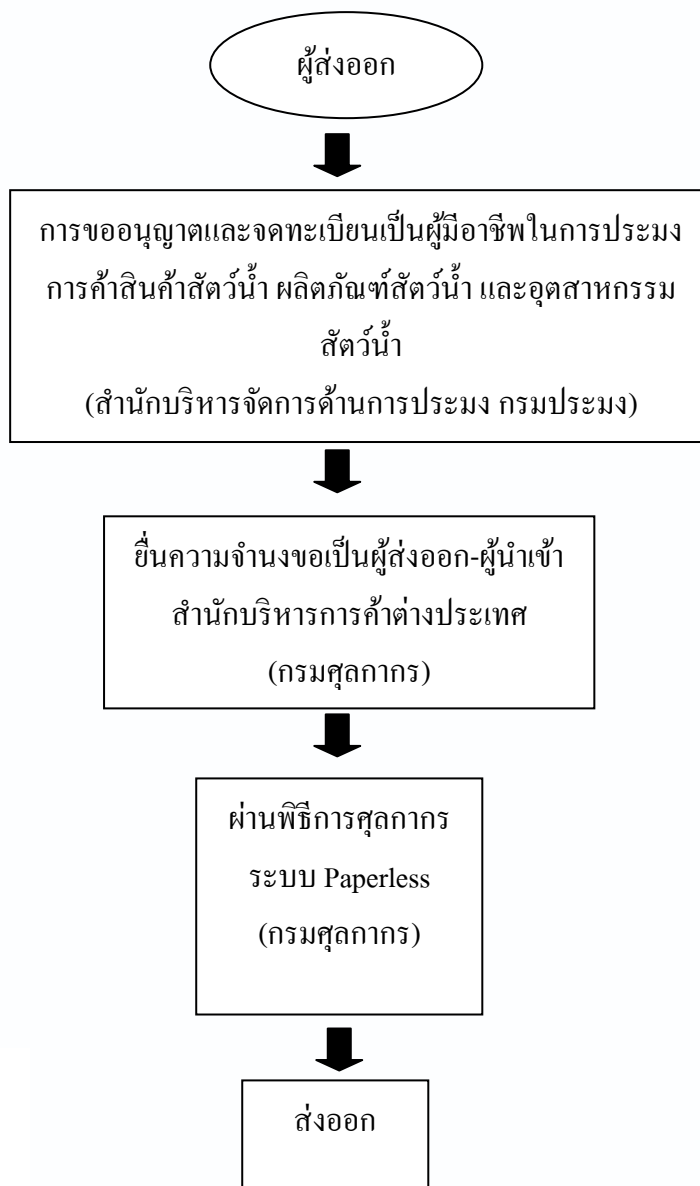 ผู้ส่งออก
การขออนุญาตและจดทะเบียนเป็นผู้มีอาชีพในการประมง
การค้าสินค้าสัตว์น้ำ ผลิตภัณฑ์สัตว์น้ำ และอุตสาหกรรม
สัตว์น้ำ
(สำนักบริหารจัดการด้านการประมง กรมประมง)
ยื่นความจำนงขอเป็นผู้ส่งออก-ผู้นำเข้า
สำนักบริหารการค้าต่างประเทศ
(กรมศุลกากร)
ผ่านพิธีการศุลกากร
ระบบ Paperless
(กรมศุลกากร)
ส่งออก